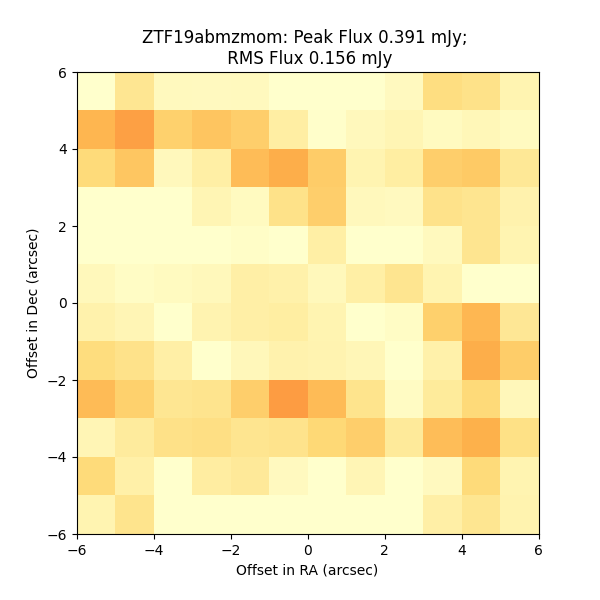 ZTF19abmzmom: Peak Flux 0.391 mJy;
RMS Flux 0.156 mJy
6
4
2
0
−2
−4
−6
Offset in Dec (arcsec)
−6 −4 −2 0 2 4 6
Offset in RA (arcsec)